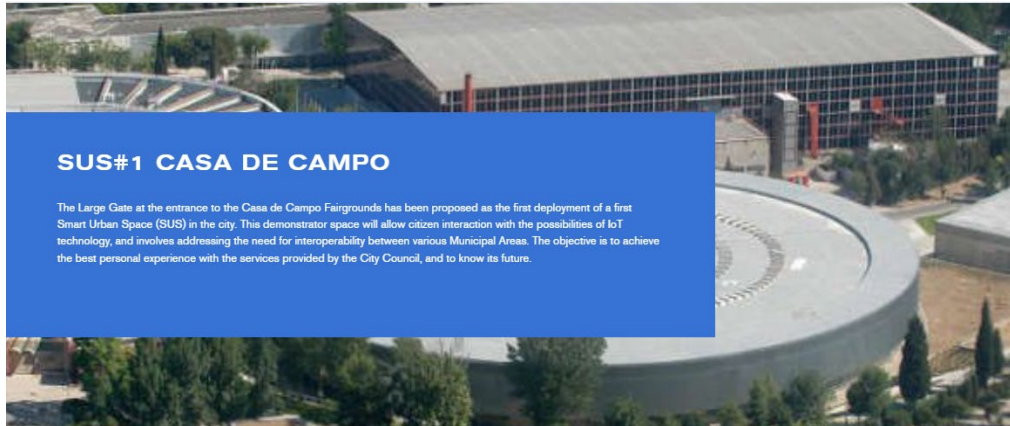 SUS#1 CASA DE CAMPO
The Large Gate at the entrance to the Casa de Campo Fairgrounds has been proposed as the first deployment of a first
Smart Urban Space (SUS) in the city. This demonstrator space will allow citizen interaction with the possibilities of IoT
technology, and involves addressing the need for interoperability between various Municipal Areas. The objective is to achieve
the best personal experience with the services provided by the City Council, and to know its future.